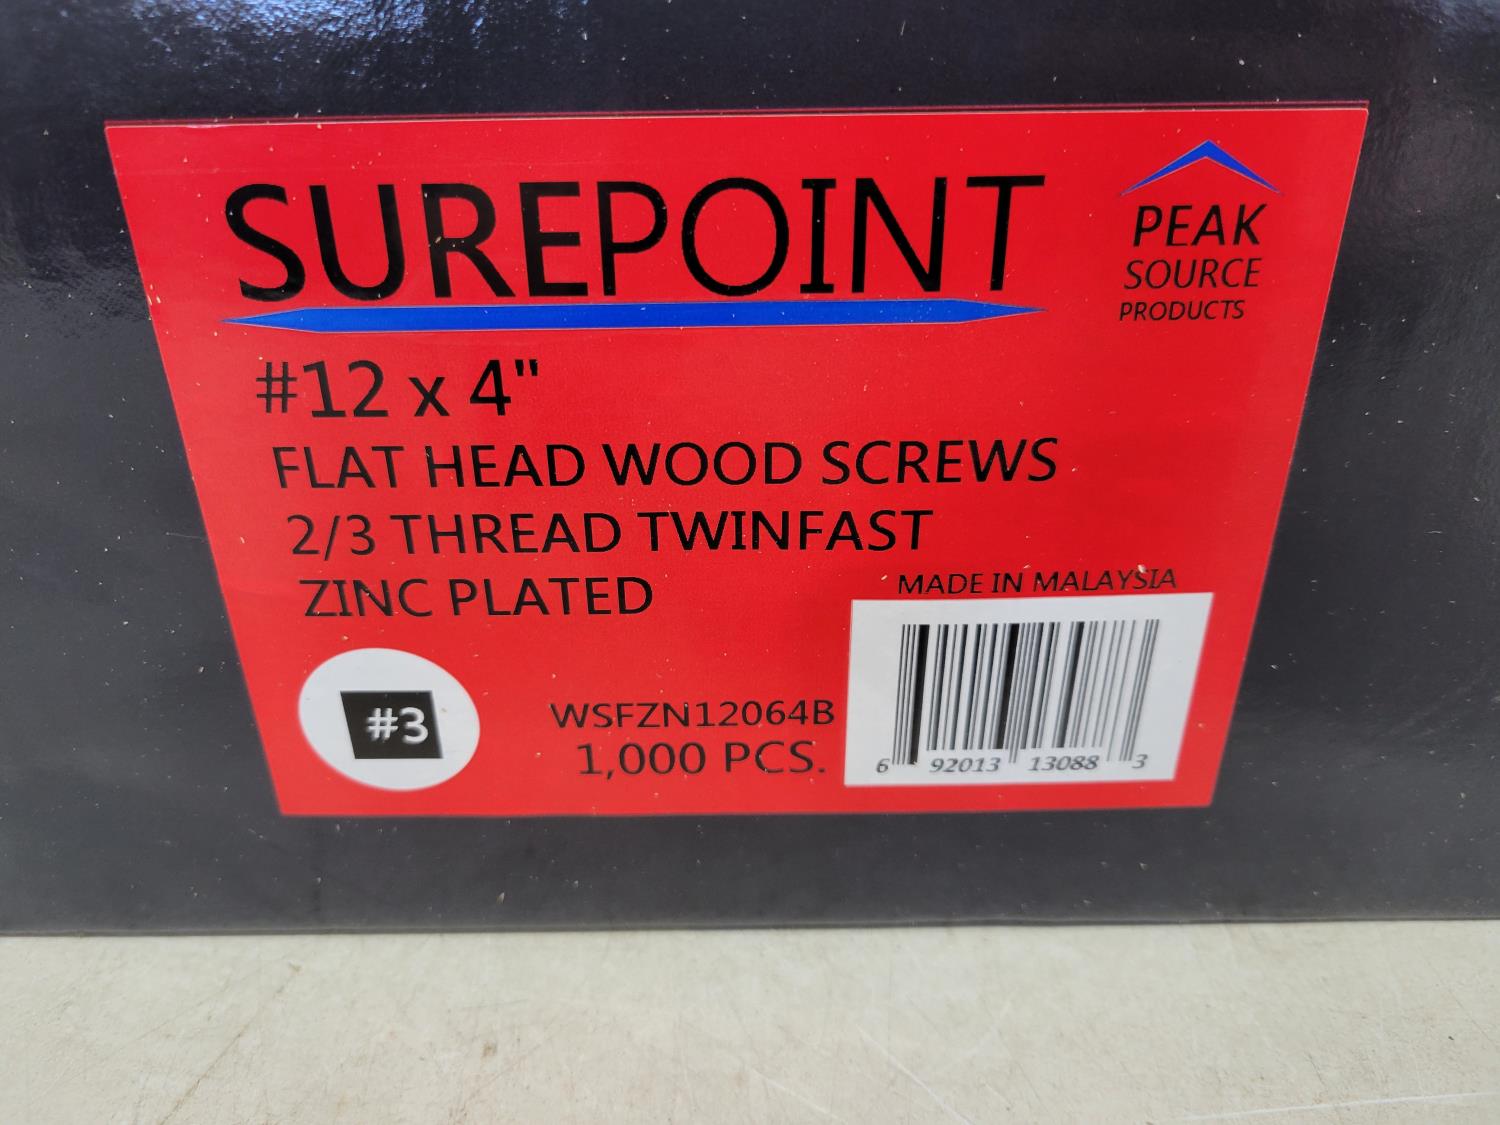 SUREPOINT
PEAK
SOURCE
PRODUCTS
#12 x 4"
FLAT HEAD WOOD SCREWS
2/3 THREAD TWINFAST
ZINC PLATED
MADE IN MALAYSIA
#3
WSFZN12064B
1,000 PCS.
6 92013 13088 3